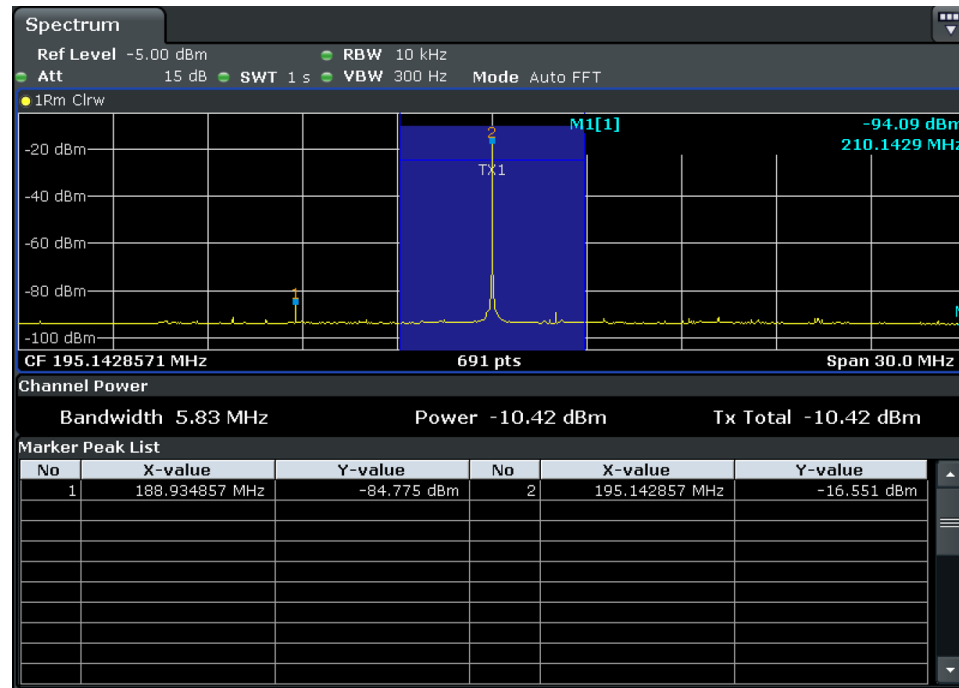 Spectrum
Ref Level -5.00 dBm RBW 10 kHz
Att 15 dB SWT 1 s VBW 300 Hz Mode Auto FFT
1Rm Clrw
M1[1] -94.09 dBm
210.1429 MHz
2
TX1
-20 dBm
-40 dBm
-60 dBm
-80 dBm
1
-100 dBm
CF 195.1428571 MHz 691 pts Span 30.0 MHz
Channel Power
Bandwidth 5.83 MHz Power -10.42 dBm Tx Total -10.42 dBm
Marker Peak List
No X-value Y-value No X-value Y-value
1 188.934857 MHz -84.775 dBm 2 195.142857 MHz -16.551 dBm